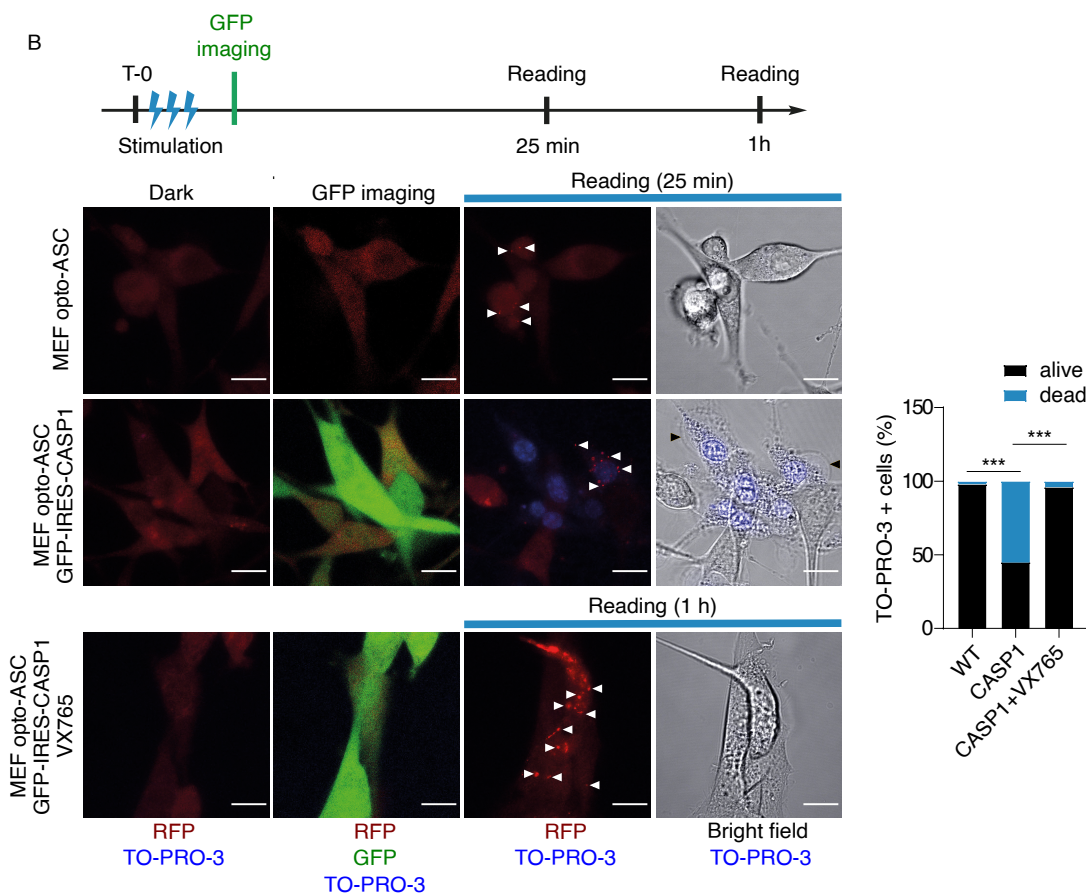 B
GFP
imaging
T-0
Reading
Reading
Stimulation
25 min
1h
Dark
GFP imaging
Reading (25 min)
MEF opto-ASC
MEF opto-ASC
GFP-IRES-CASP1
Reading (1 h)
MEF opto-ASC
GFP-IRES-CASP1
VX765
RFP
TO-PRO-3
RFP
GFP
TO-PRO-3
RFP
TO-PRO-3
Bright field
TO-PRO-3
alive
dead
TO-PRO-3 + cells (%)
150
100
50
0
***
***
WT
CASP1
CASP1+VX765